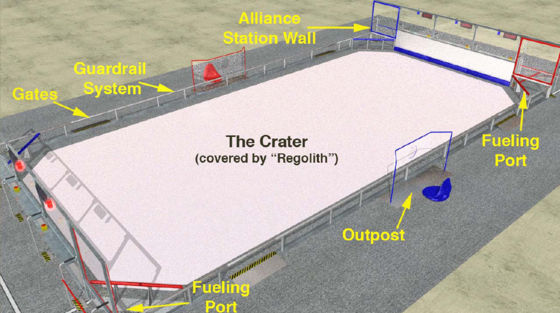 Alliance
Station Wall
Guardrail
System
Gates
The Crater
(covered by “Regolith”)
Fueling
Port
Outpost
Fueling
Port